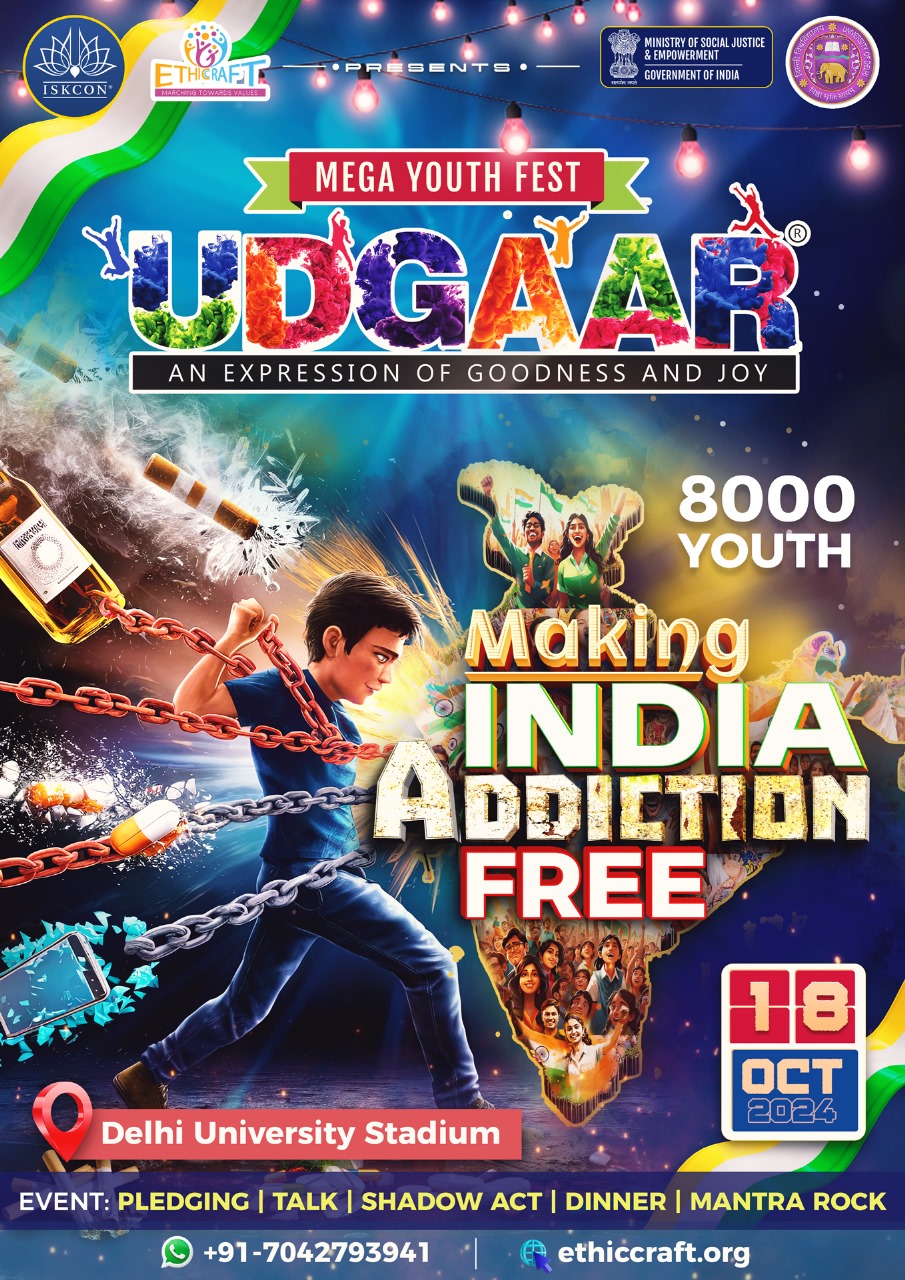 ISKCON®
ETHICRAFT
MARCHING TOWARDS VALUES
• PRESENTS •
MINISTRY OF SOCIAL JUSTICE
& EMPOWERMENT
GOVERNMENT OF INDIA
MEGA YOUTH FEST
UDGAAR®
AN EXPRESSION OF GOODNESS AND JOY
8000
YOUTH
Making
INDIA
ADDICTION
FREE
18
OCT
2024
Delhi University Stadium
EVENT: PLEDGING | TALK | SHADOW ACT | DINNER | MANTRA ROCK
+91-7042793941 | ethiccraft.org